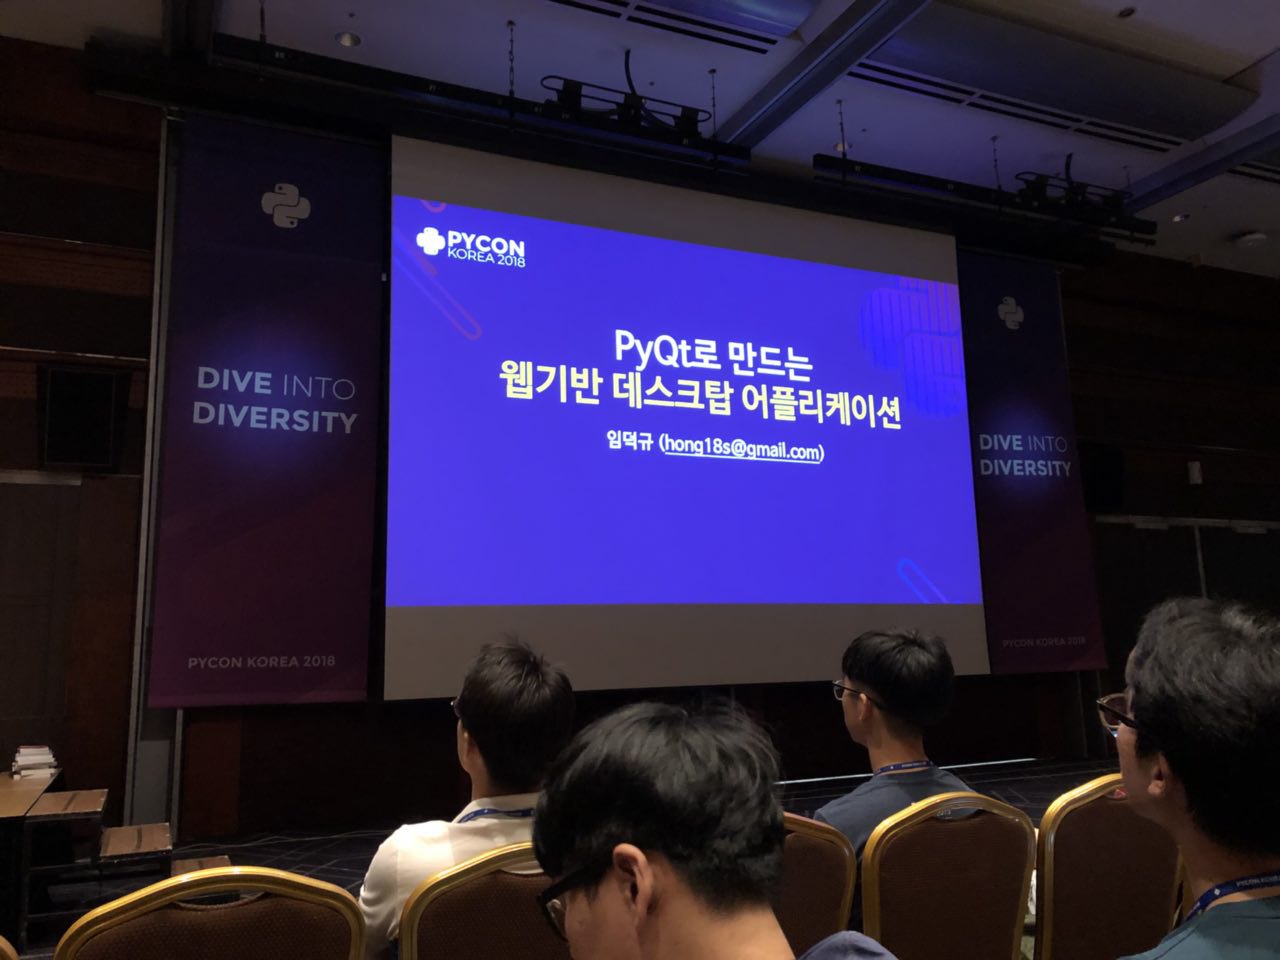 PYCON
KOREA 2018
PyQt로 만드는
웹기반 데스크탑 어플리케이션
임덕규 (hong18s@gmail.com)
DIVE INTO
DIVERSITY
PYCON KOREA 2018
DIVE INTO
DIVERSITY
PYCON KOREA 2018
PYCON KOREA